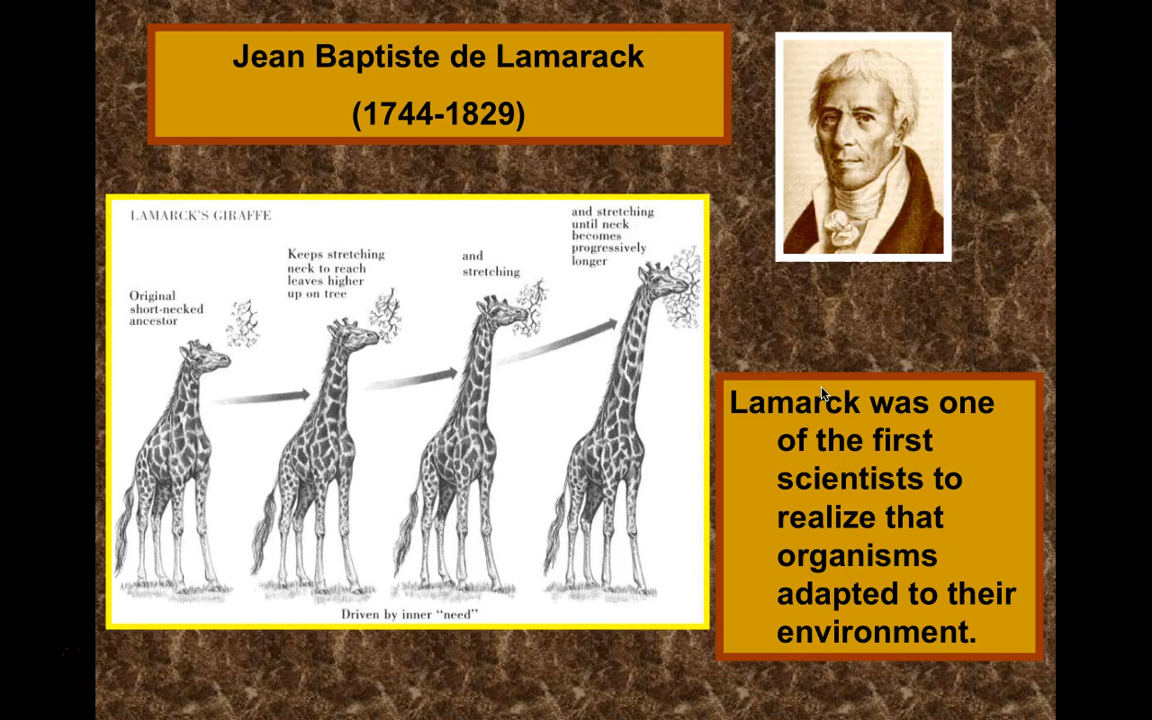 Jean Baptiste de Lamarack
(1744-1829)
LAMARCK'S GIRAFFE
Original
short-necked
ancestor
Keeps stretching
neck to reach
leaves higher
up on tree
and
stretching
and stretching
until neck
becomes
progressively
longer
Driven by inner "need"
Lamarck was one
of the first
scientists to
realize that
organisms
adapted to their
environment.